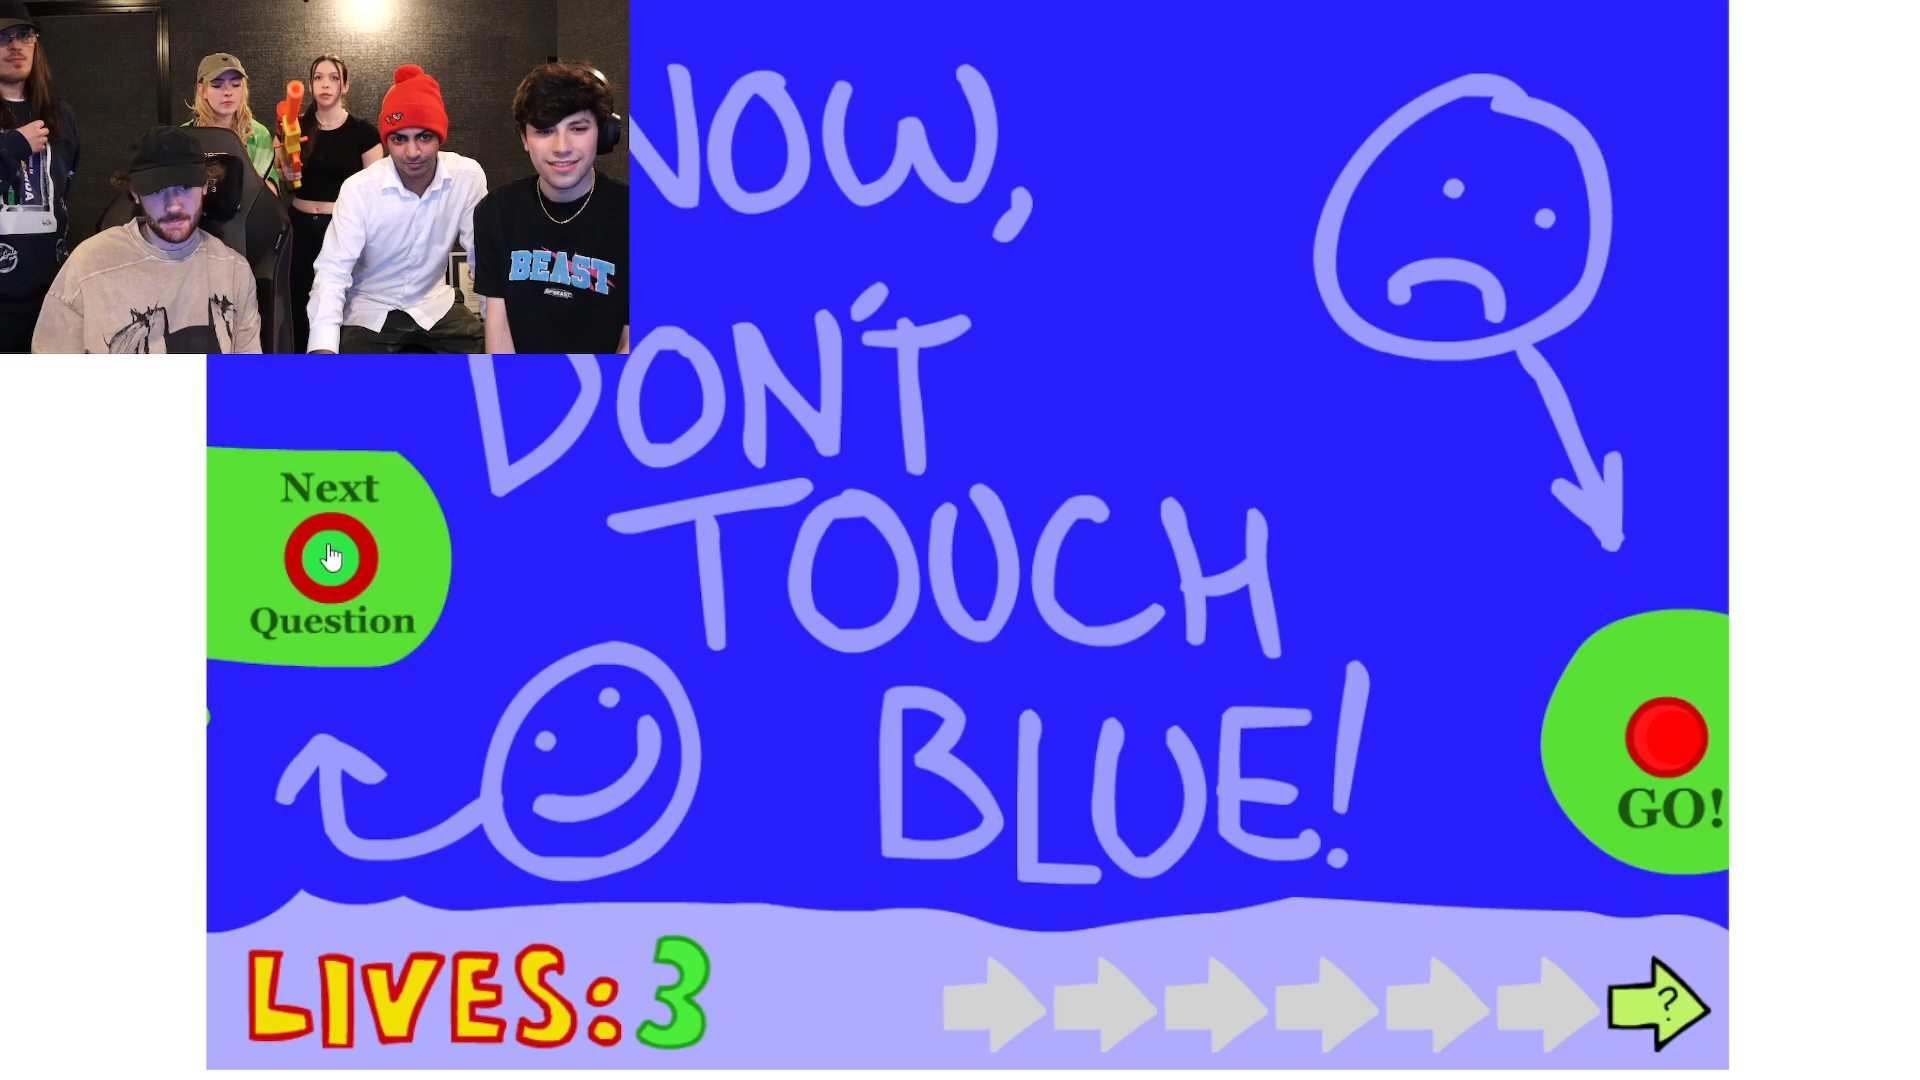 NOW,
DON'T
TOUCH
BLUE!
Next
Question
GO!
LIVES: 3
?
BEAST